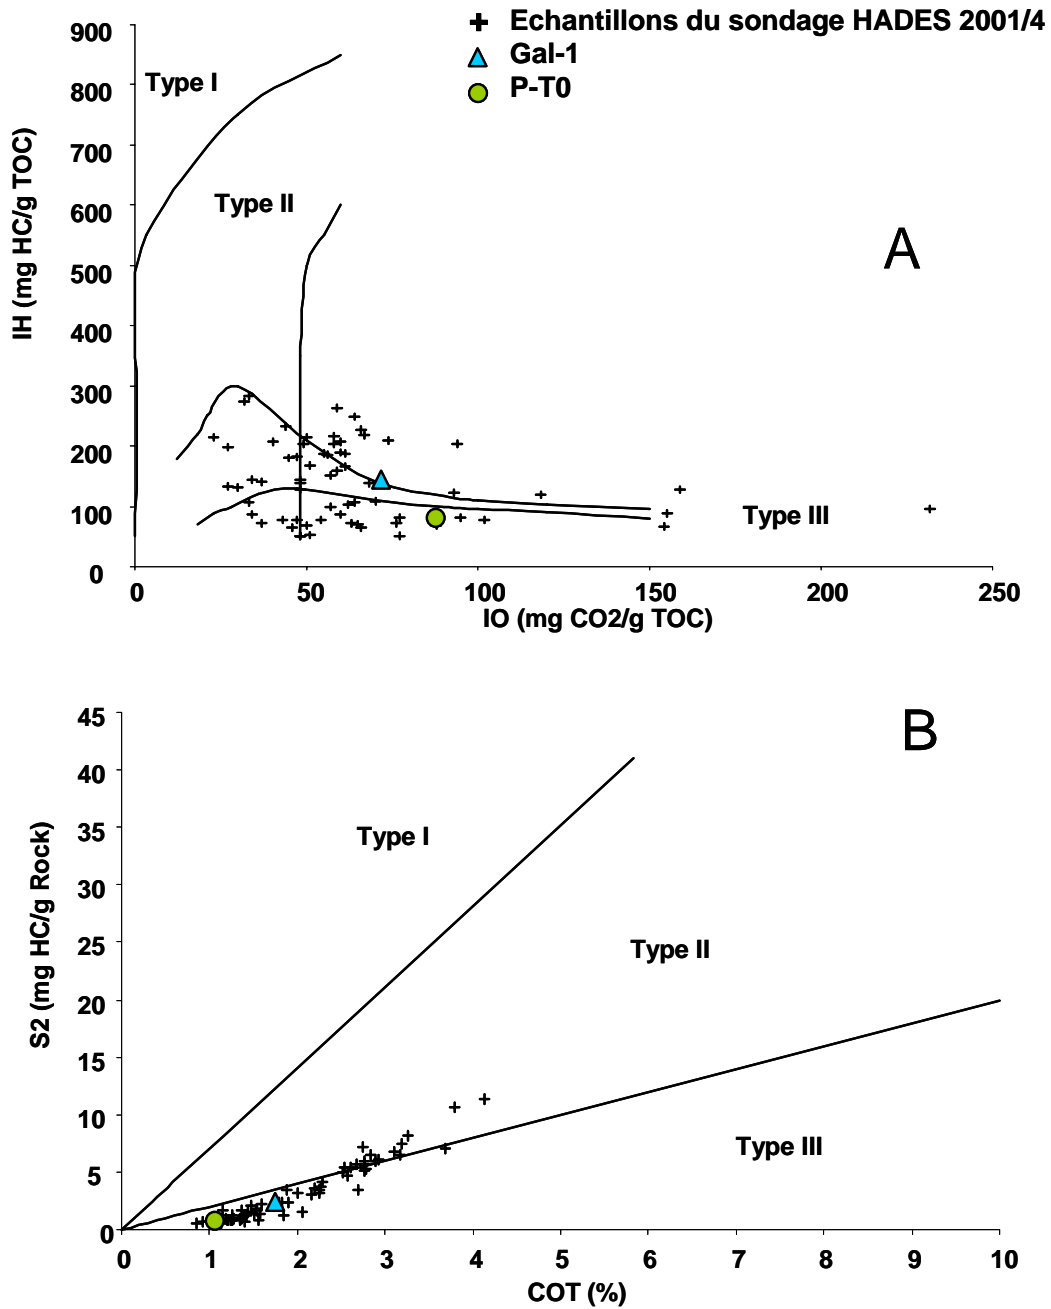 Echantillons du sondage HADES 2001/4
Gal-1
P-T0
900
800
700
600
500
400
300
200
100
0
IH (mg HC/g TOC)
Type I
Type II
A
Type III
0 50 100 150 200 250
IO (mg CO2/g TOC)
B
45
40
35
30
25
20
15
10
5
0
S2 (mg HC/g Rock)
Type I
Type II
Type III
0 1 2 3 4 5 6 7 8 9 10
COT (%)